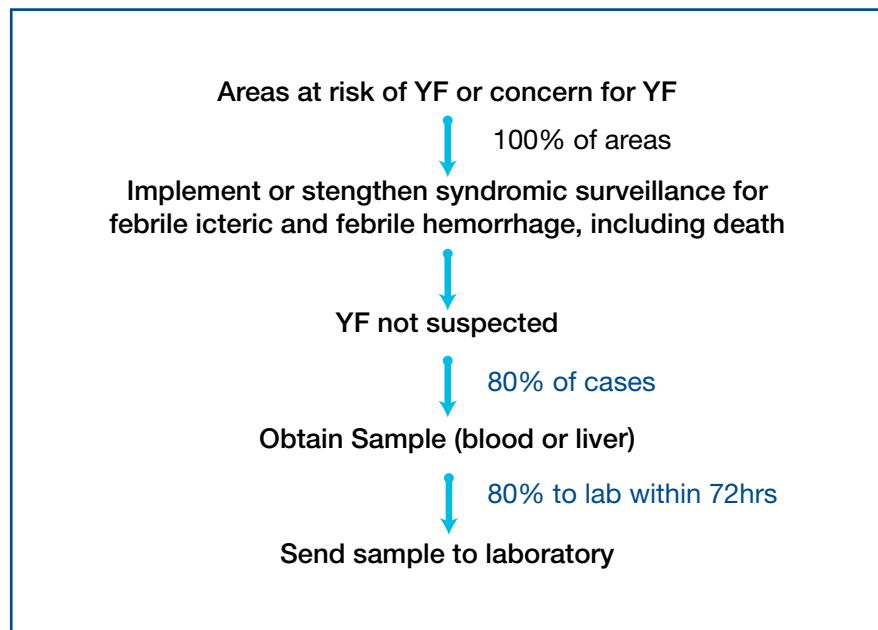 Areas at risk of YF or concern for YF
100% of areas
Implement or stengthen syndromic surveillance for
febrile icteric and febrile hemorrhage, including death
YF not suspected
80% of cases
Obtain Sample (blood or liver)
80% to lab within 72hrs
Send sample to laboratory